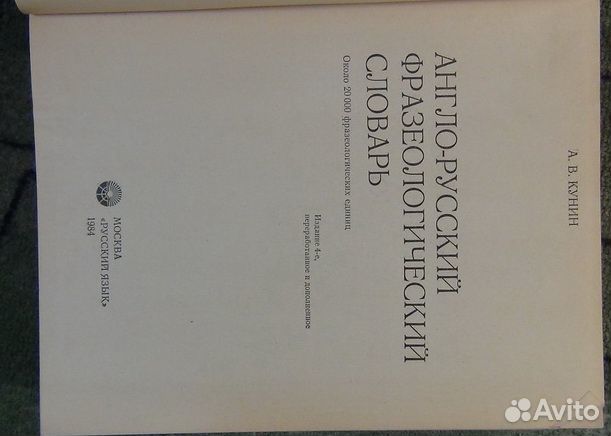 А. В. КУНИН
АНГЛО-РУССКИЙ
ФРАЗЕОЛОГИЧЕСКИЙ
СЛОВАРЬ
Около 20 000 фразеологических единиц
Издание 4-е,
переработанное и дополненное
МОСКВА
«РУССКИЙ ЯЗЫК»
1984
Avito